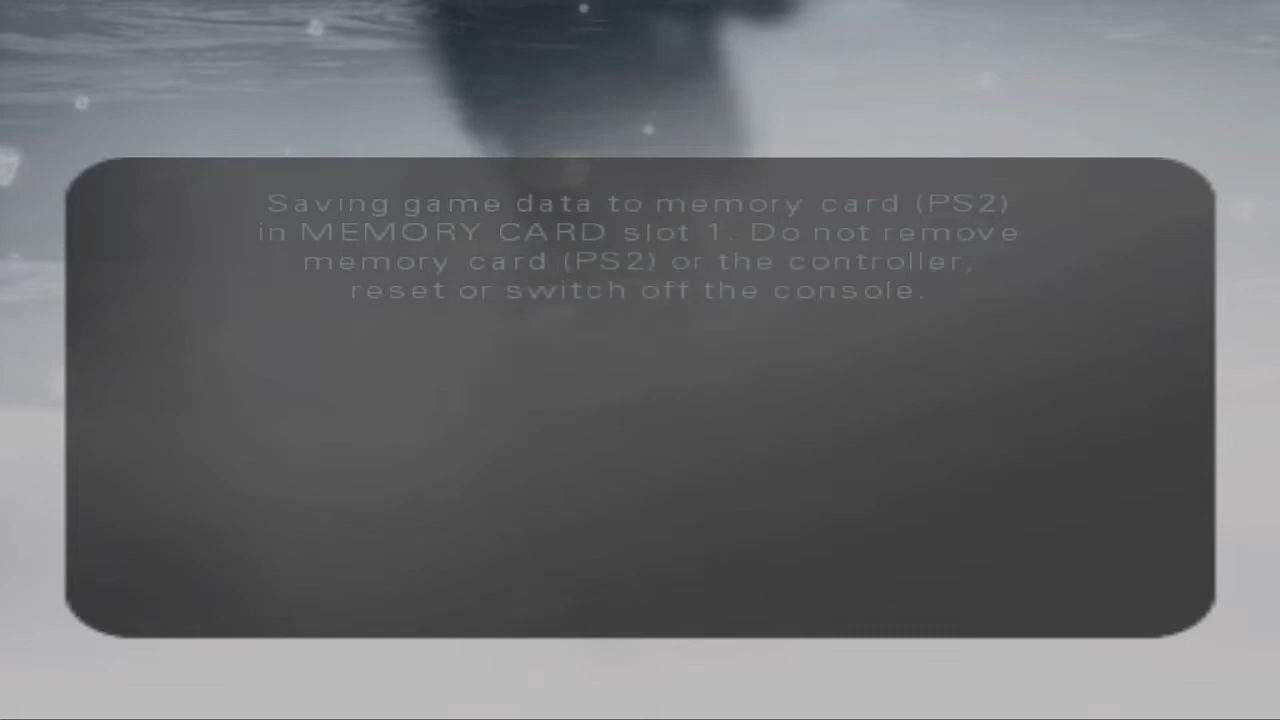 Saving game data to memory card (PS2)
in MEMORY CARD slot 1. Do not remove
memory card (PS2) or the controller,
reset or switch off the console.